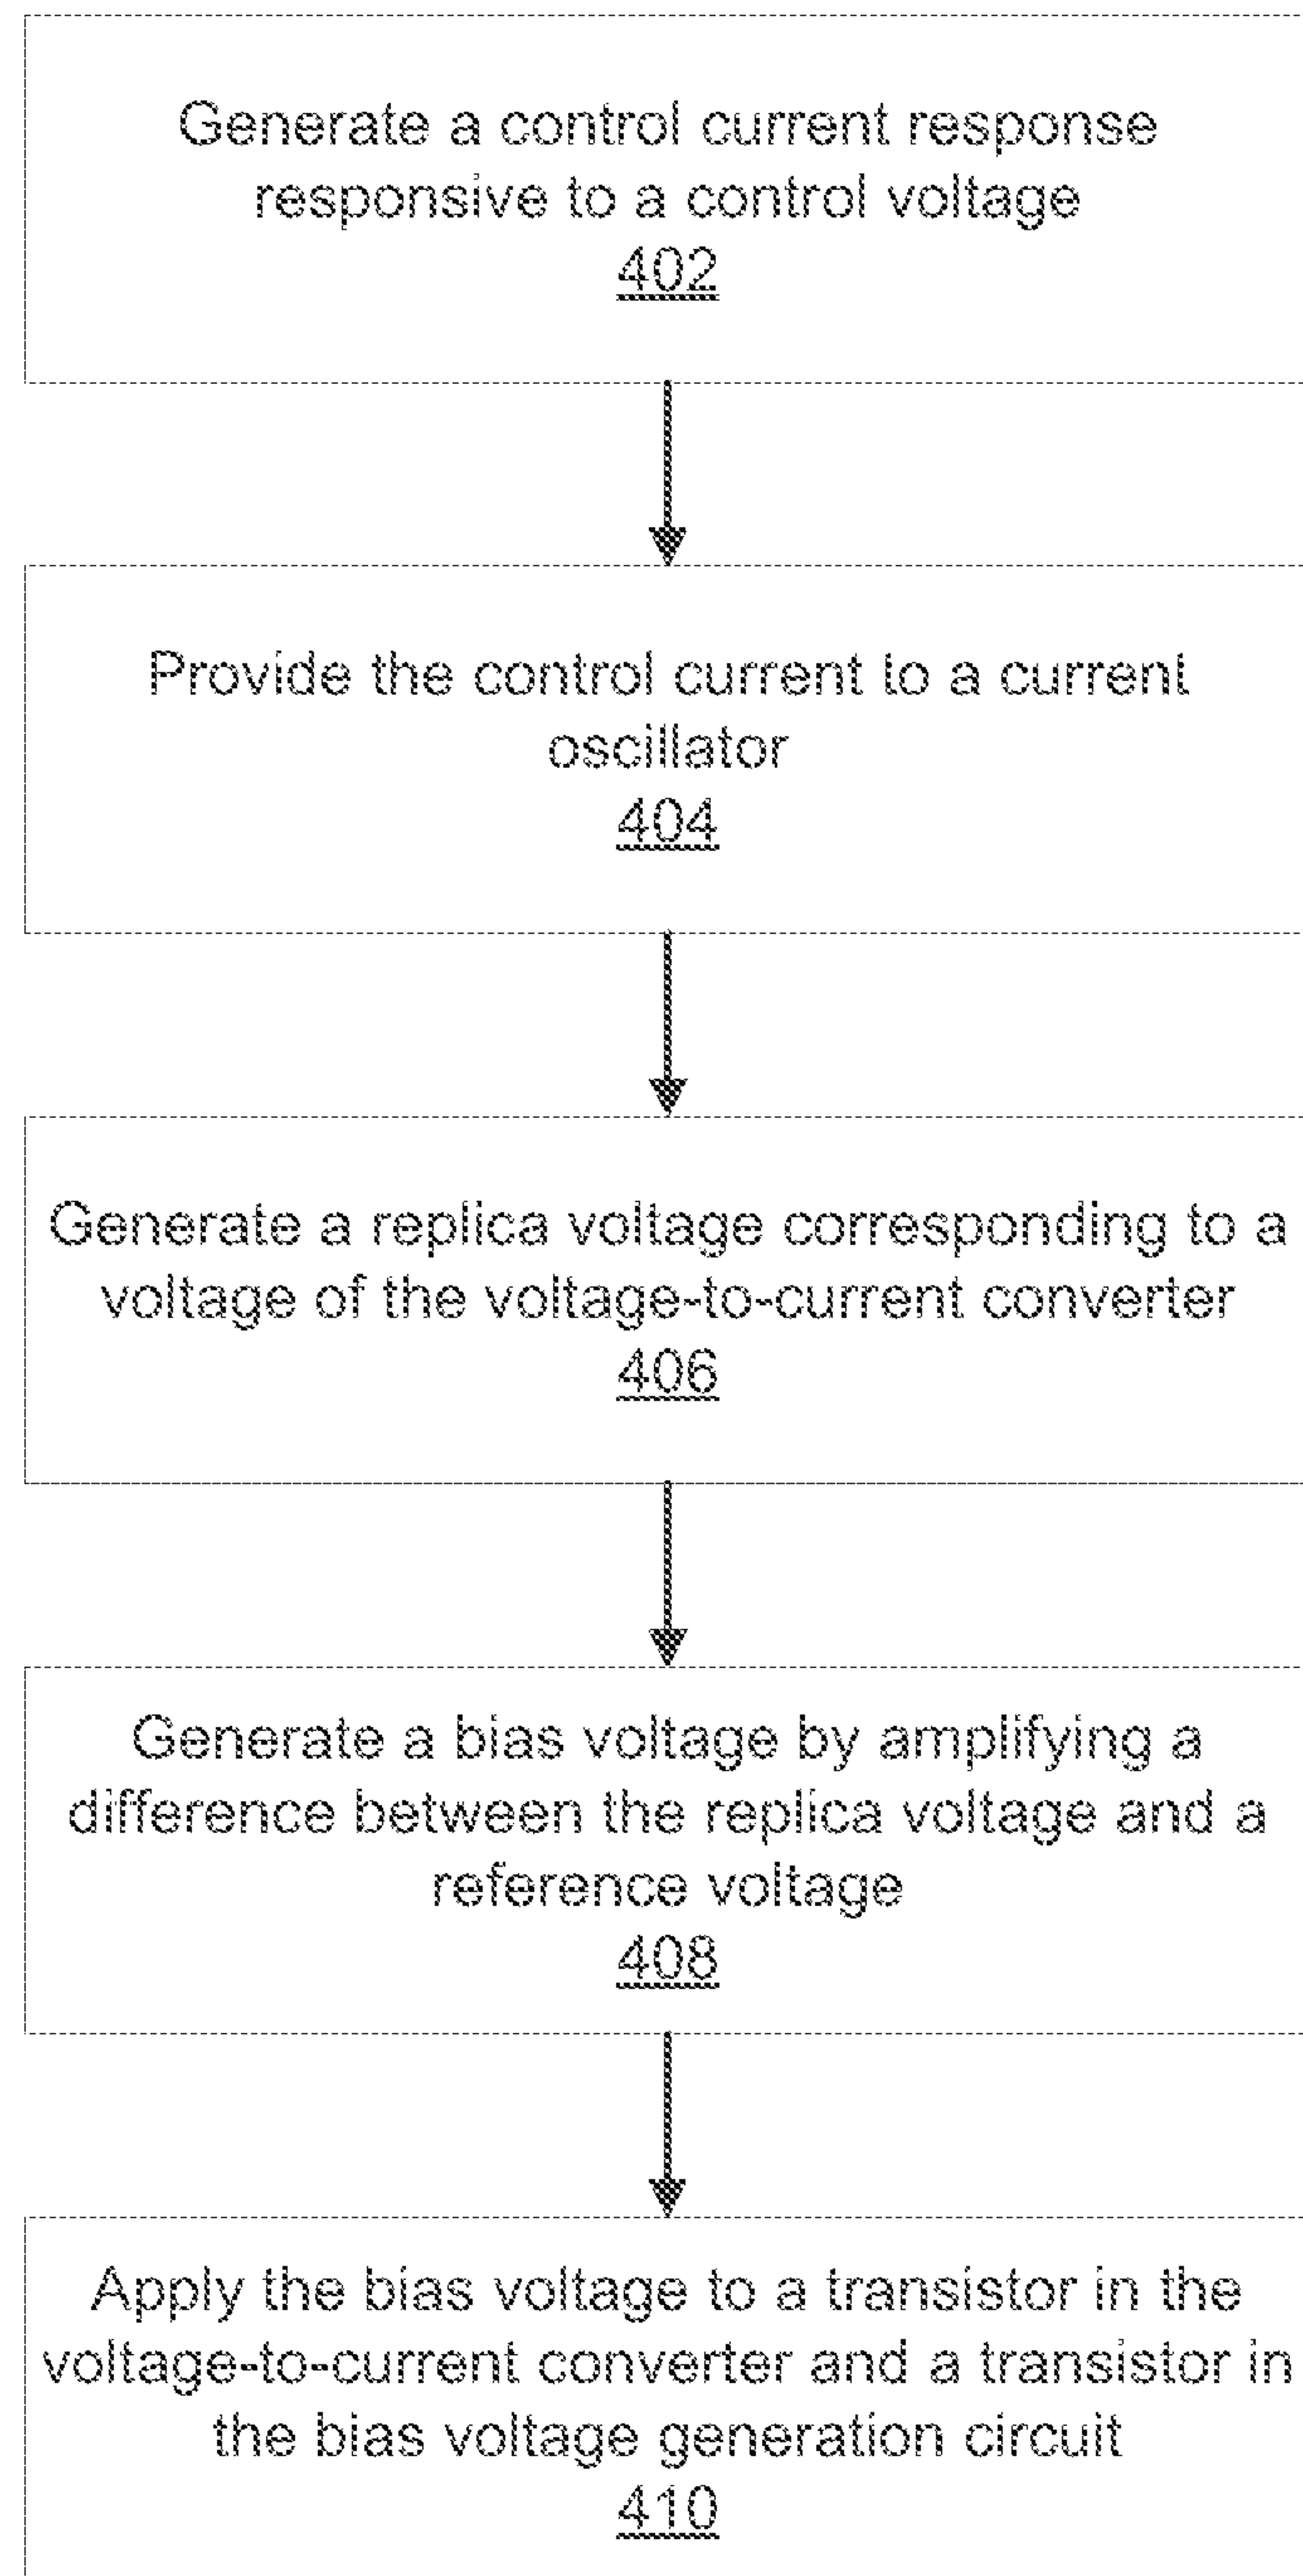 Generate a control current response
responsive to a control voltage
402
Provide the control current to a current
oscillator
404
Generate a replica voltage corresponding to a
voltage of the voltage-to-current converter
406
Generate a bias voltage by amplifying a
difference between the replica voltage and a
reference voltage
408
Apply the bias voltage to a transistor in the
voltage-to-current converter and a transistor in
the bias voltage generation circuit
410